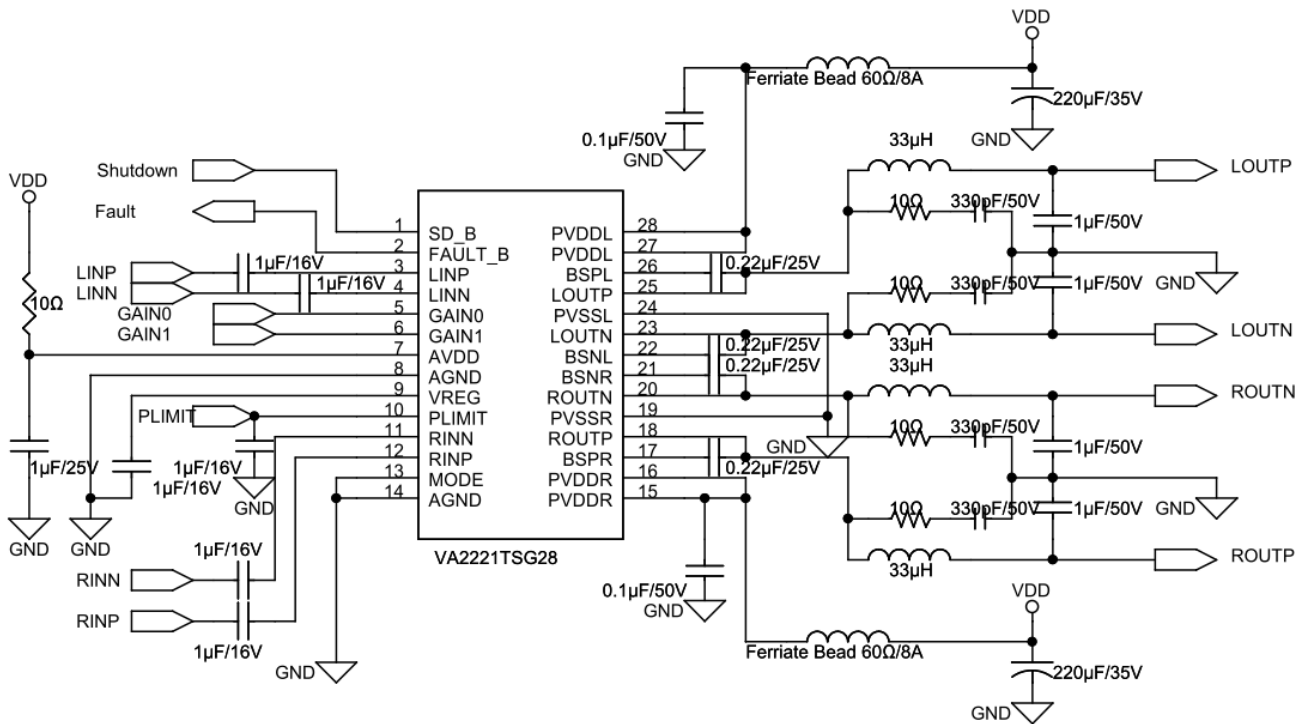 VDD
Ferriate Bead 60Ω/8A
220µF/35V
0.1µF/50V
GND
GND
33µH
Shutdown
LOUTP
VDD
10Ω
330pF/50V
Fault
1µF/50V
1
SD_B
PVDDL
28
2
FAULT_B
PVDDL
27
1µF/16V
0.22µF/25V
LINP
3
LINP
BSPL
26
1µF/16V
LINN
4
LINN
LOUTP
25
10Ω
330pF/50V
1µF/50V
GND
10Ω
GAIN0
5
GAIN0
PVSSL
24
GAIN1
6
GAIN1
LOUTN
23
LOUTN
33µH
0.22µF/25V
7
AVDD
BSNL
22
0.22µF/25V
33µH
8
AGND
BSNR
21
9
VREG
ROUTN
20
ROUTN
PLIMIT
10
PLIMIT
PVSSR
19
11
RINN
ROUTP
18
10Ω
330pF/50V
1µF/50V
GND
12
RINP
BSPR
17
1µF/25V
1µF/16V
0.22µF/25V
13
MODE
PVDDR
16
1µF/16V
14
AGND
PVDDR
15
GND
10Ω
330pF/50V
1µF/50V
GND
GND
GND
1µF/16V
VA2221TSG28
ROUTP
33µH
RINN
0.1µF/50V
GND
VDD
RINP
1µF/16V
Ferriate Bead 60Ω/8A
GND
220µF/35V
GND